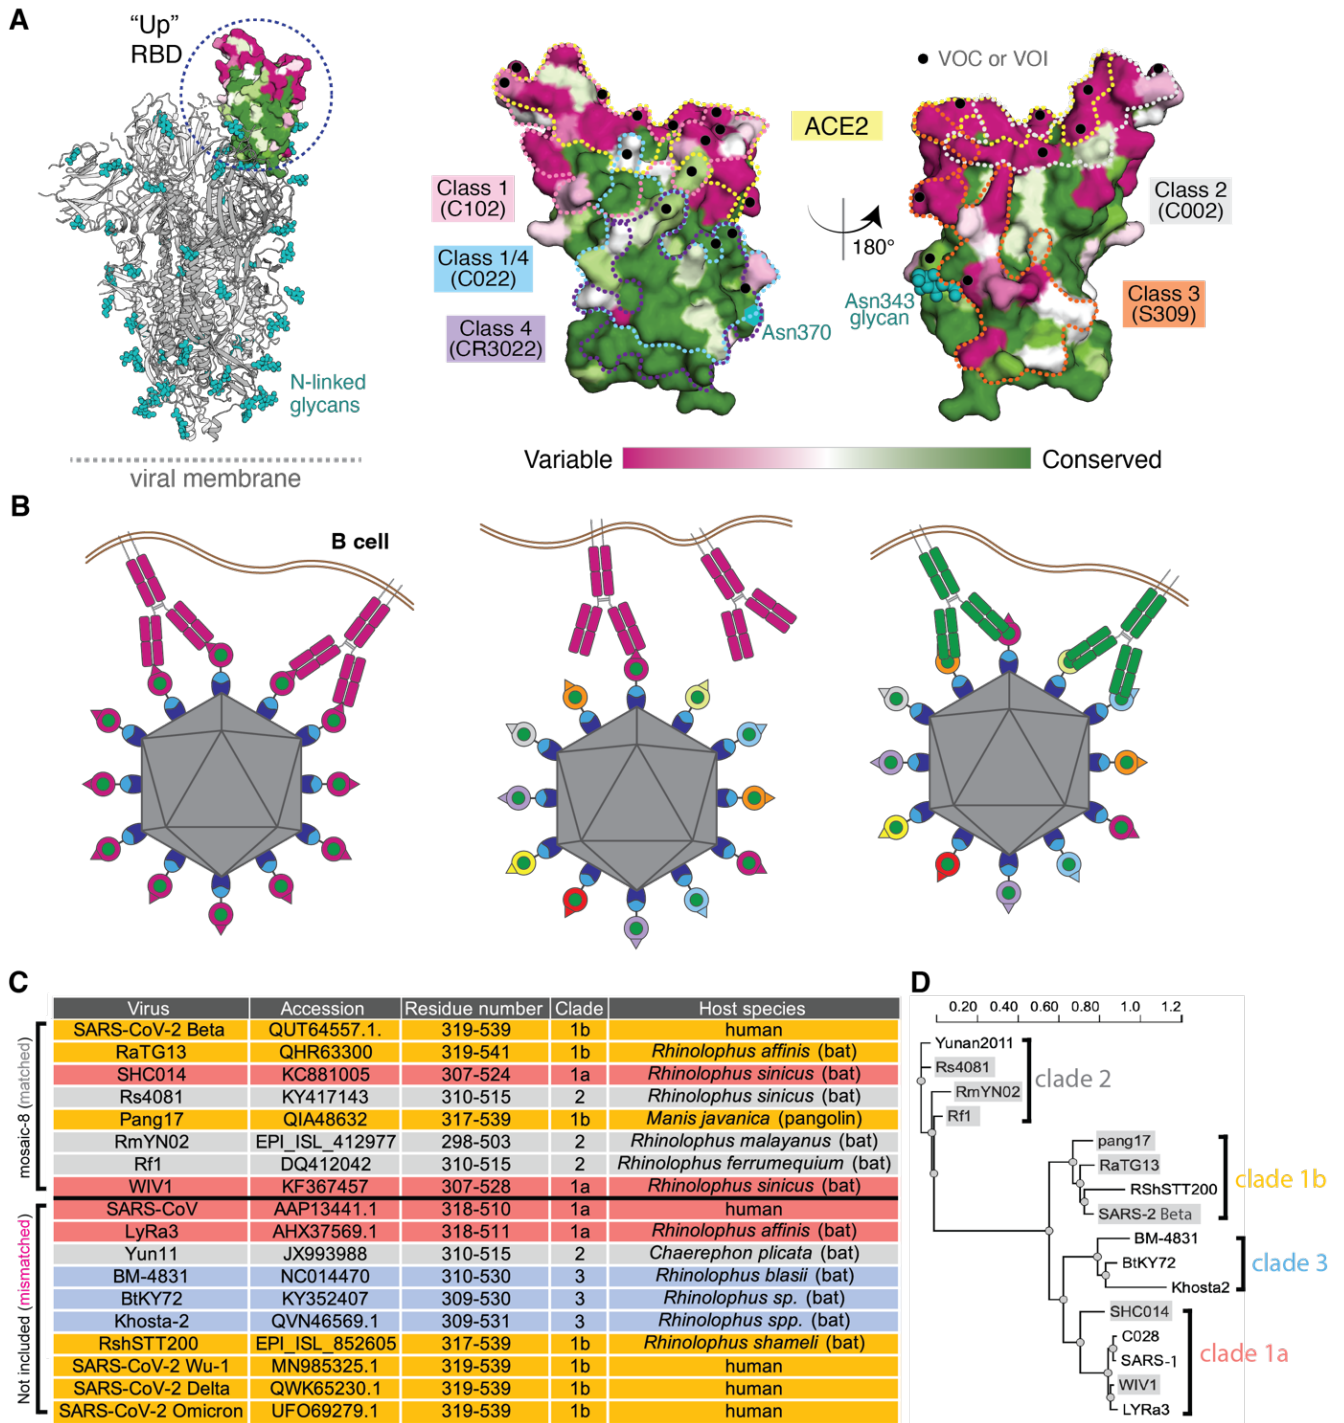 A
“Up”
RBD
N-linked
glycans
viral membrane
VOC or VOI
ACE2
Class 1
(C102)
Class 1/4
(C022)
Class 4
(CR3022)
180°
Asn370
Asn343
glycan
Class 2
(C002)
Class 3
(S309)
Variable
Conserved
B
B cell
C
mosaic-8 (matched)
Not included (mismatched)
Virus Accession Residue number Clade Host species
SARS-CoV-2 Beta QUT64557.1. 319-539 1b human
RaTG13 QHR63300 319-541 1b Rhinolophus affinis (bat)
SHC014 KC881005 307-524 1a Rhinolophus sinicus (bat)
Rs4081 KY417143 310-515 2 Rhinolophus sinicus (bat)
Pang17 QIA48632 317-539 1b Manis javanica (pangolin)
RmYN02 EPI_ISL_412977 298-503 2 Rhinolophus malayanus (bat)
Rf1 DQ412042 310-515 2 Rhinolophus ferrumequium (bat)
WIV1 KF367457 307-528 1a Rhinolophus sinicus (bat)
SARS-CoV AAP13441.1 318-510 1a human
LyRa3 AHX37569.1 318-511 1a Rhinolophus affinis (bat)
Yun11 JX993988 310-515 2 Chaerephon plicata (bat)
BM-4831 NC014470 310-530 3 Rhinolophus blasii (bat)
BtKY72 KY352407 309-530 3 Rhinolophus sp. (bat)
Khosta-2 QVN46569.1 309-531 3 Rhinolophus spp. (bat)
RshSTT200 EPI_ISL_852605 317-539 1b Rhinolophus shameli (bat)
SARS-CoV-2 Wu-1 MN985325.1 319-539 1b human
SARS-CoV-2 Delta QWK65230.1 319-539 1b human
SARS-CoV-2 Omicron UFO69279.1 319-539 1b human
D
0.20 0.40 0.60 0.80 1.0 1.2
Yunan2011
Rs4081
RmYN02
Rf1
clade 2
pang17
RaTG13
RShSTT200
SARS-2 Beta
clade 1b
BM-4831
BtKY72
Khosta2
clade 3
SHC014
C028
SARS-1
WIV1
LYRa3
clade 1a